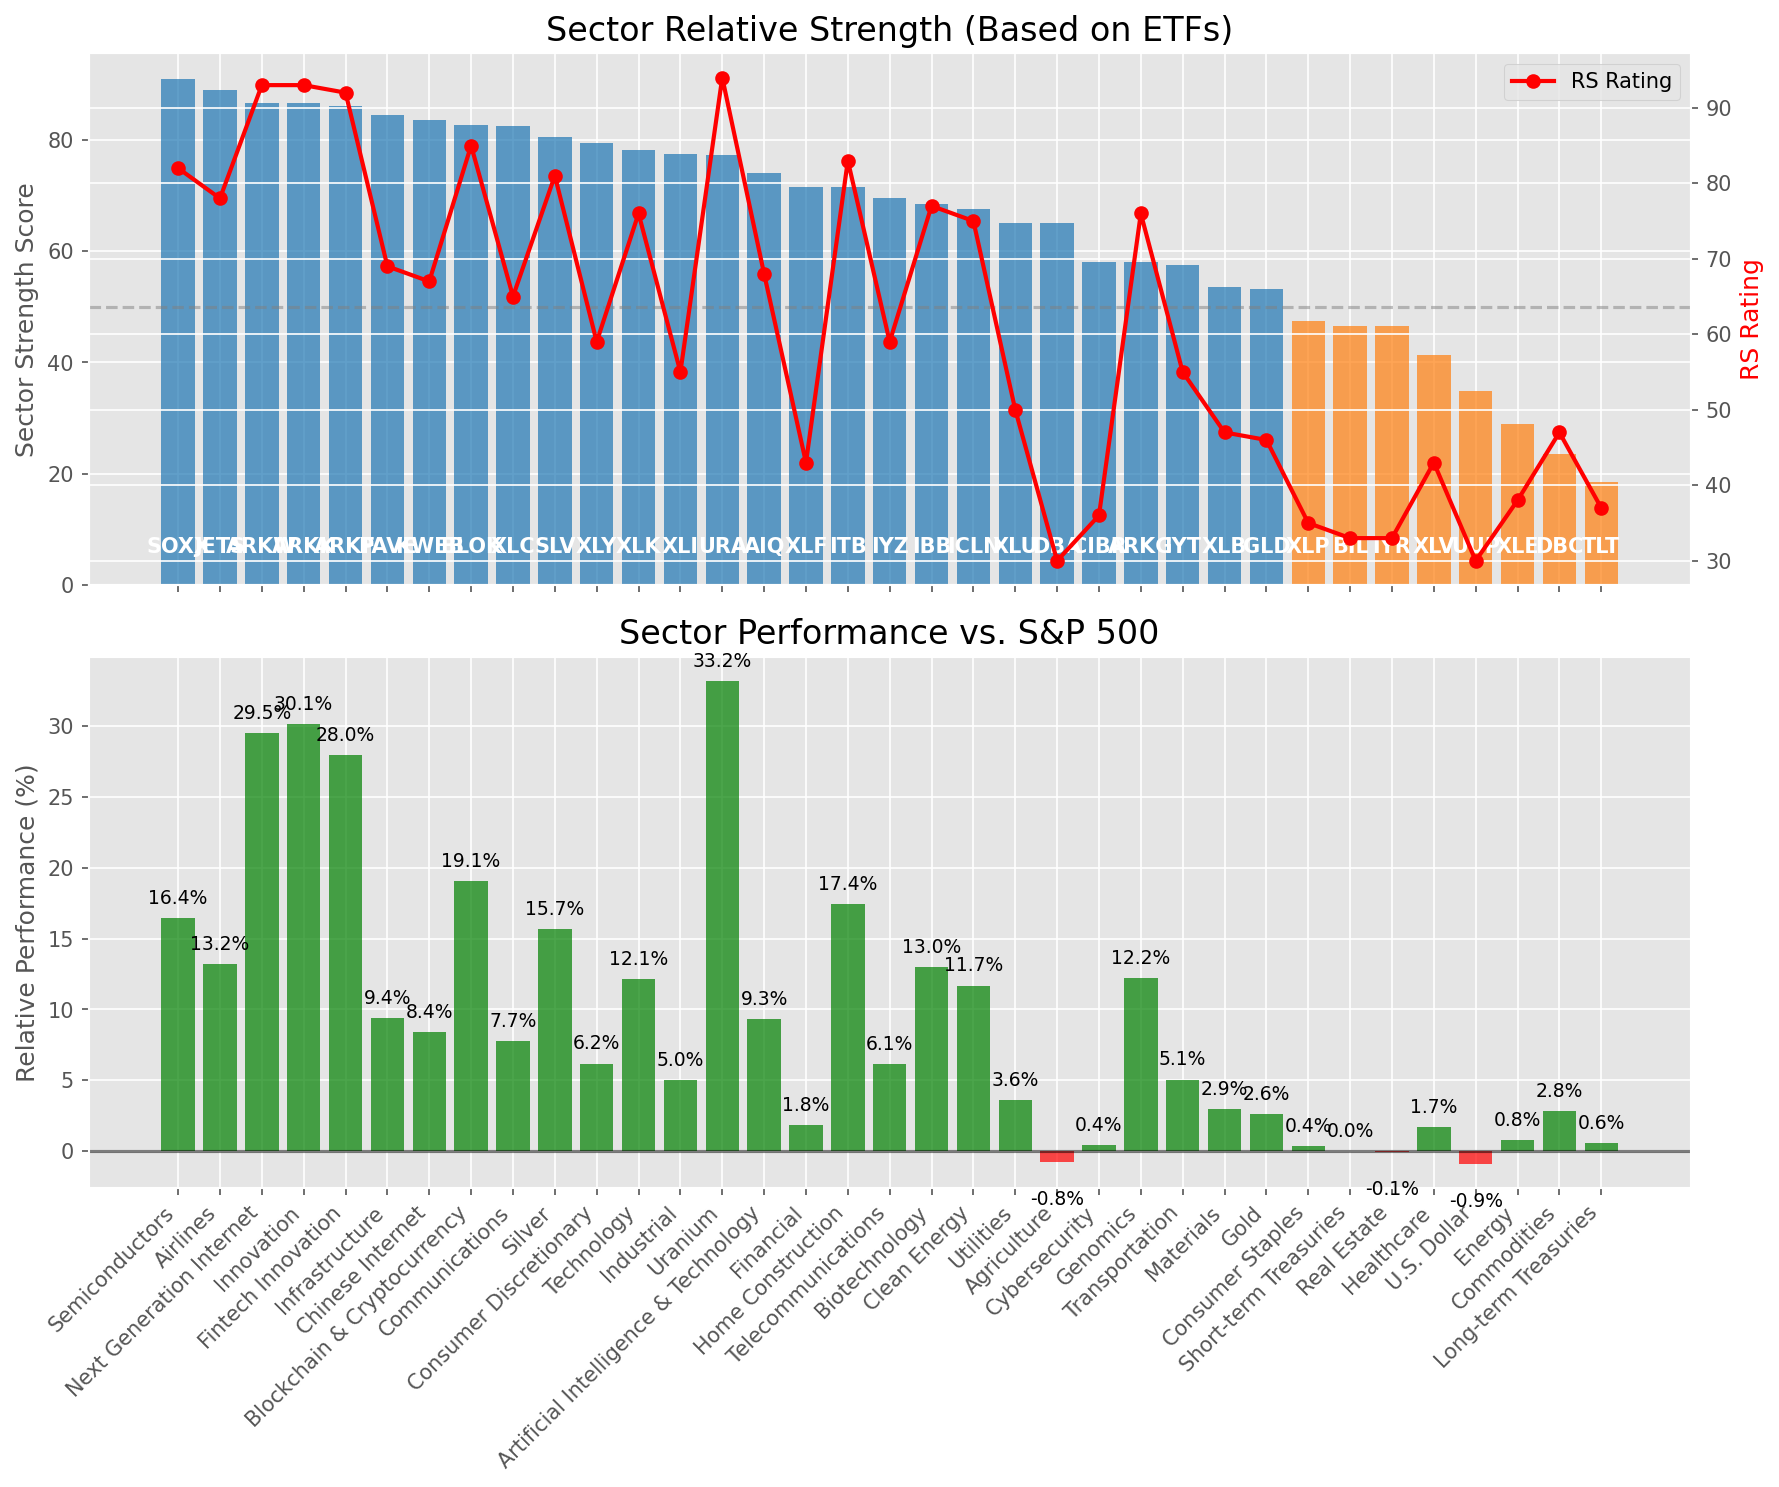 Sector Relative Strength (Based on ETFs)
RS Rating
Sector Strength Score
80
60
40
20
0
90
80
70
60
50
40
30
RS Rating
SLV XLY XLK XLI URA AIQ XLF ITB IYZ IBB XLU IYT XLB GLD XLP XLV XLE DBC TLT
Sector Performance vs. S&P 500
Relative Performance (%)
30
25
20
15
10
5
0
16.4%
13.2%
29.5%
30.1%
28.0%
9.4%
8.4%
19.1%
7.7%
15.7%
6.2%
12.1%
5.0%
33.2%
9.3%
1.8%
17.4%
6.1%
13.0%
11.7%
3.6%
-0.8%
0.4%
12.2%
5.1%
2.9%
2.6%
0.4%
0.0%
-0.1%
1.7%
-0.9%
0.8%
2.8%
0.6%
Semiconductors
Airlines
Next Generation Internet
Innovation
Fintech Innovation
Infrastructure
Chinese Internet
Blockchain & Cryptocurrency
Communications
Silver
Consumer Discretionary
Technology
Industrial
Uranium
Artificial Intelligence & Technology
Financial
Home Construction
Telecommunications
Biotechnology
Clean Energy
Utilities
Agriculture
Cybersecurity
Genomics
Transportation
Materials
Gold
Consumer Staples
Short-term Treasuries
Real Estate
Healthcare
U.S. Dollar
Energy
Commodities
Long-term Treasuries